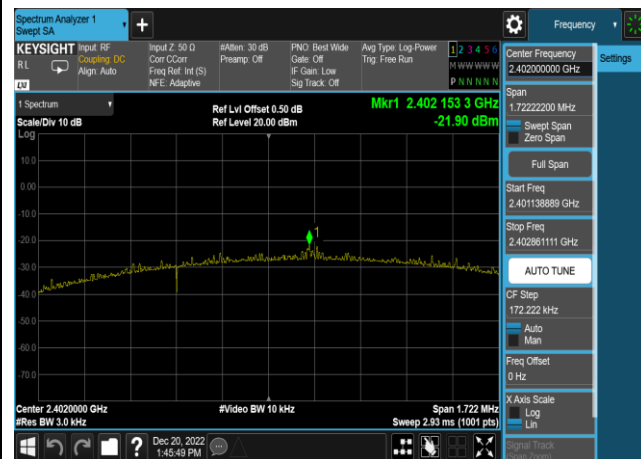 Spectrum Analyzer 1
Swept SA
+
Frequency
KEYSIGHT
RL
LXI
Input: RF
Coupling: DC
Align: Auto
Input Z: 50 Ω
Corr CCorr
Freq Ref: Int (S)
NFE: Adaptive
#Atten: 30 dB
Preamp: Off
PNO: Best Wide
Gate: Off
IF Gain: Low
Sig Track: Off
Avg Type: Log-Power
Trig: Free Run
1 2 3 4 5 6
M W W W W W
P N N N N N
1 Spectrum
Scale/Div 10 dB
Ref Lvl Offset 0.50 dB
Ref Level 20.00 dBm
Mkr1 2.402 153 3 GHz
-21.90 dBm
Log
10.0
0.00
-10.0
-20.0
-30.0
-40.0
-50.0
-60.0
-70.0
1
Center 2.4020000 GHz
#Res BW 3.0 kHz
#Video BW 10 kHz
Span 1.722 MHz
Sweep 2.93 ms (1001 pts)
Center Frequency
2.402000000 GHz
Span
1.72222200 MHz
Swept Span
Zero Span
Full Span
Start Freq
2.401138889 GHz
Stop Freq
2.402861111 GHz
AUTO TUNE
CF Step
172.222 kHz
Auto
Man
Freq Offset
0 Hz
X Axis Scale
Log
Lin
Signal Track
(Span Zoom)
Settings
?
Dec 20, 2022
1:45:49 PM